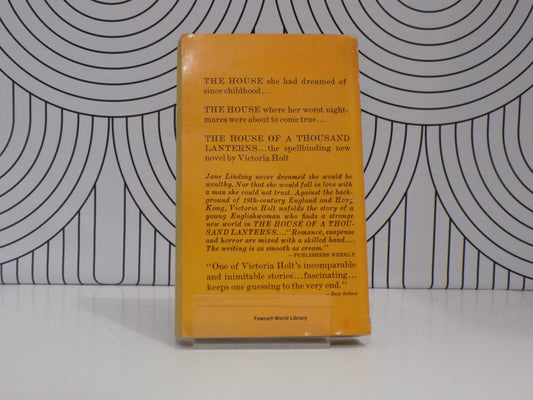 THE HOUSE she had dreamed of
since childhood...
THE HOUSE where her worst night-
mares were about to come true...
THE HOUSE OF A THOUSAND
LANTERNS...the spellbinding new
novel by Victoria Holt
Jane Lindsay never dreamed she would be
wealthy. Nor that she would fall in love with
a man she could not trust. Against the back-
ground of 19th-century England and Hong
Kong, Victoria Holt unfolds the story of a
young Englishwoman who finds a strange
new world in THE HOUSE OF A THOU-
SAND LANTERNS...."Romance, suspense
and horror are mixed with a skilled hand....
The writing is as smooth as cream."
—PUBLISHERS WEEKLY
"One of Victoria Holt's incomparable
and inimitable stories...fascinating...
keeps one guessing to the very end."
—Best Sellers
Fawcett World Library